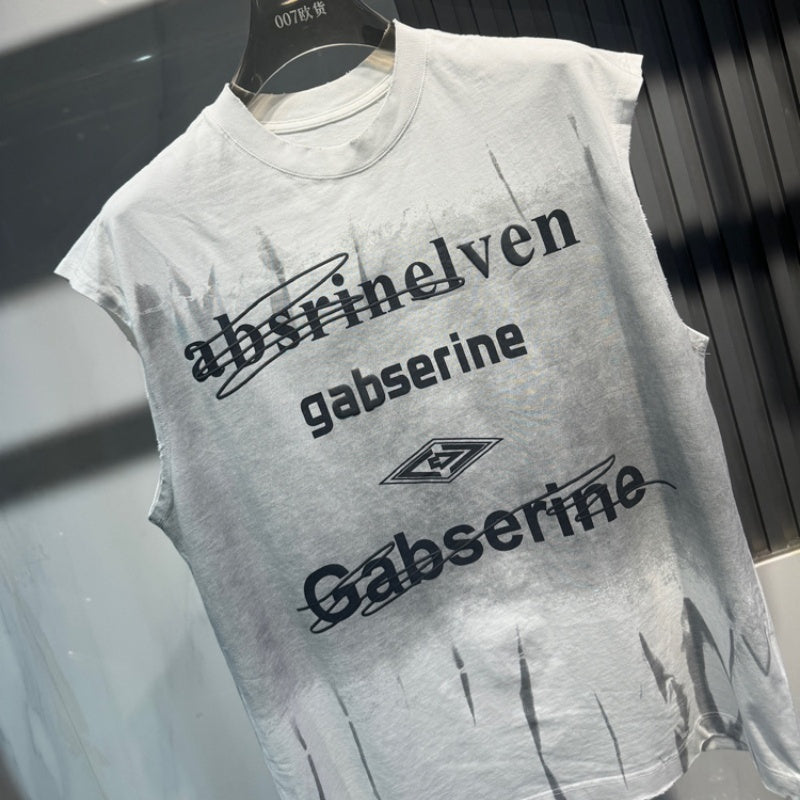 007欧货
absrinelven
gabserine
Gabserine